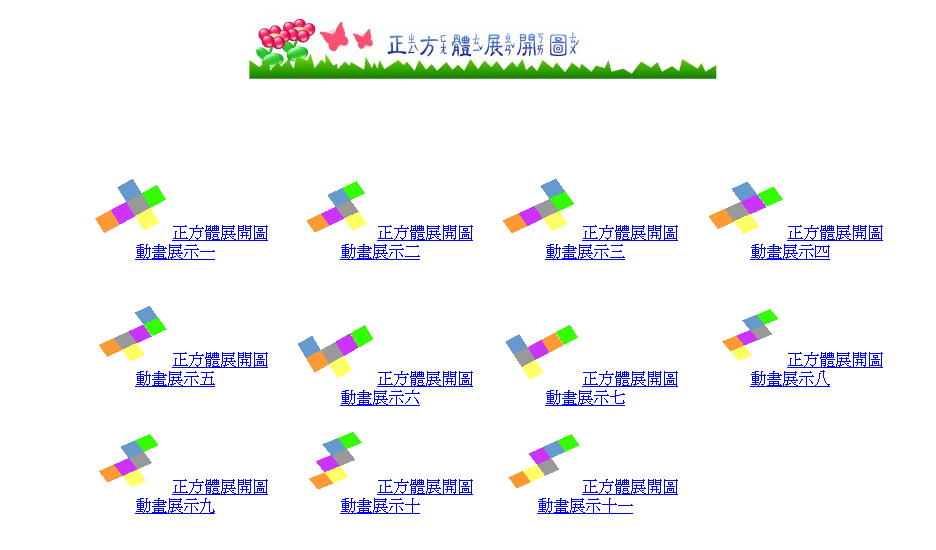 正方體展開圖
正方體展開圖
動畫展示一
正方體展開圖
動畫展示二
正方體展開圖
動畫展示三
正方體展開圖
動畫展示四
正方體展開圖
動畫展示五
正方體展開圖
動畫展示六
正方體展開圖
動畫展示七
正方體展開圖
動畫展示八
正方體展開圖
動畫展示九
正方體展開圖
動畫展示十
正方體展開圖
動畫展示十一